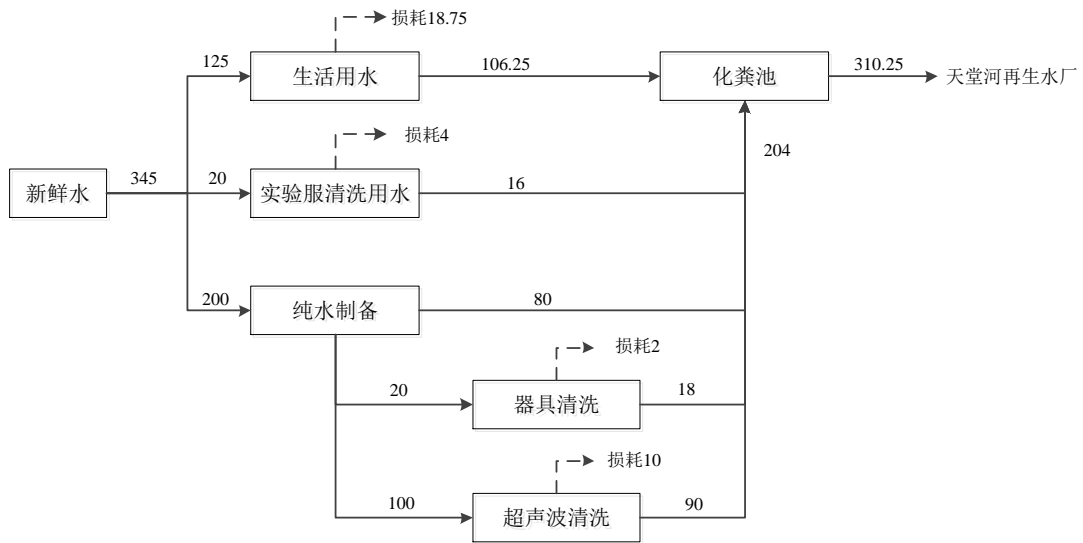 损耗18.75
125
生活用水
106.25
化粪池
310.25
天堂河再生水厂
损耗4
204
新鲜水
345
20
实验服清洗用水
16
200
纯水制备
80
损耗2
20
器具清洗
18
损耗10
100
超声波清洗
90